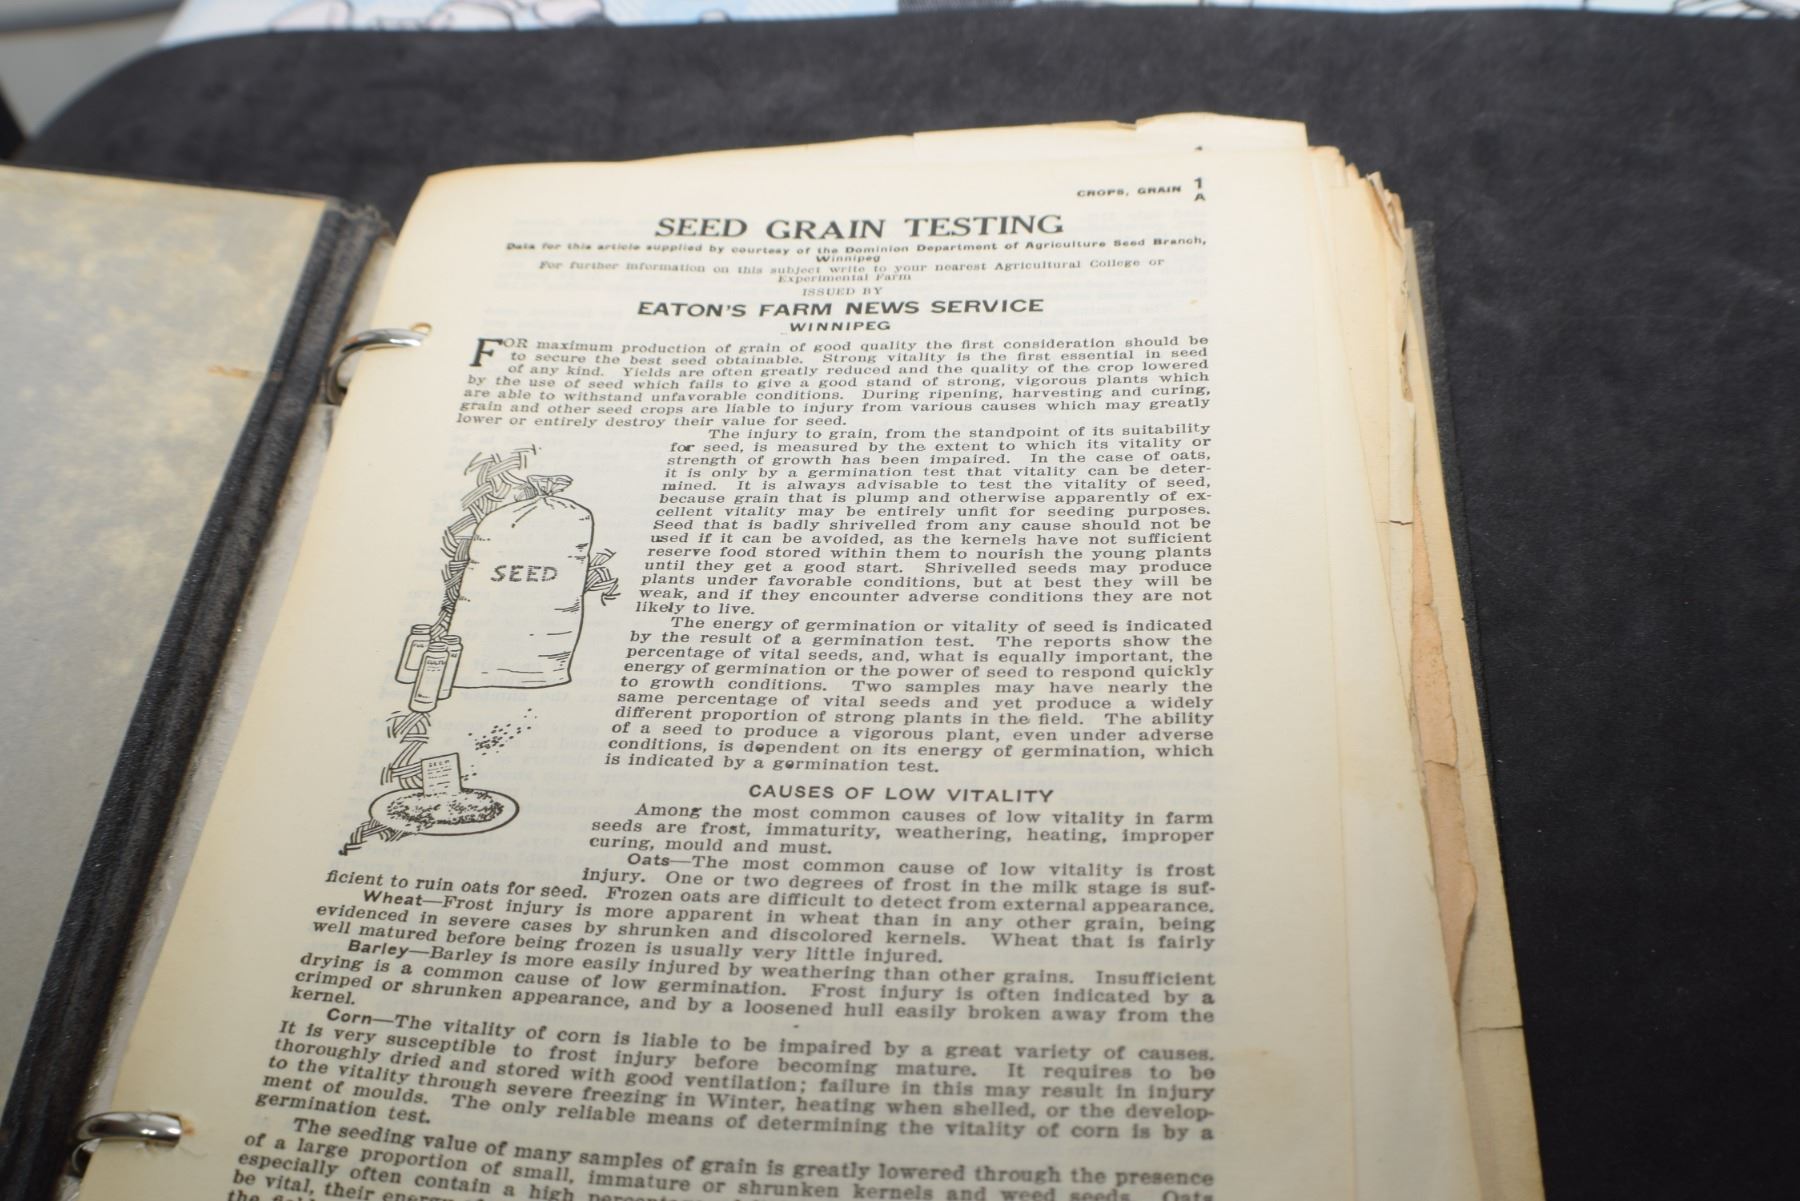 CROPS, GRAIN 1
A
SEED GRAIN TESTING
Data for this article supplied by courtesy of the Dominion Department of Agriculture Seed Branch,
Winnipeg
For further information on this subject write to your nearest Agricultural College or
Experimental Farm
ISSUED BY
EATON'S FARM NEWS SERVICE
WINNIPEG
FOR maximum production of grain of good quality the first consideration should be
to secure the best seed obtainable. Strong vitality is the first essential in seed
of any kind. Yields are often greatly reduced and the quality of the crop lowered
by the use of seed which fails to give a good stand of strong, vigorous plants which
are able to withstand unfavorable conditions. During ripening, harvesting and curing,
grain and other seed crops are liable to injury from various causes which may greatly
lower or entirely destroy their value for seed.
The injury to grain, from the standpoint of its suitability
for seed, is measured by the extent to which its vitality or
strength of growth has been impaired. In the case of oats,
it is only by a germination test that vitality can be deter-
mined. It is always advisable to test the vitality of seed,
because grain that is plump and otherwise apparently of ex-
cellent vitality may be entirely unfit for seeding purposes.
Seed that is badly shrivelled from any cause should not be
used if it can be avoided, as the kernels have not sufficient
reserve food stored within them to nourish the young plants
until they get a good start. Shrivelled seeds may produce
plants under favorable conditions, but at best they will be
weak, and if they encounter adverse conditions they are not
likely to live.
SEED
The energy of germination or vitality of seed is indicated
by the result of a germination test. The reports show the
percentage of vital seeds, and, what is equally important, the
energy of germination or the power of seed to respond quickly
to growth conditions. Two samples may have nearly the
same percentage of vital seeds and yet produce a widely
different proportion of strong plants in the field. The ability
of a seed to produce a vigorous plant, even under adverse
conditions, is dependent on its energy of germination, which
is indicated by a germination test.
CAUSES OF LOW VITALITY
Among the most common causes of low vitality in farm
seeds are frost, immaturity, weathering, heating, improper
curing, mould and must.
Oats—The most common cause of low vitality is frost
injury. One or two degrees of frost in the milk stage is suf-
ficient to ruin oats for seed. Frozen oats are difficult to detect from external appearance.
Wheat—Frost injury is more apparent in wheat than in any other grain, being
evidenced in severe cases by shrunken and discolored kernels. Wheat that is fairly
well matured before being frozen is usually very little injured.
Barley—Barley is more easily injured by weathering than other grains. Insufficient
drying is a common cause of low germination. Frost injury is often indicated by a
crimped or shrunken appearance, and by a loosened hull easily broken away from the
kernel.
Corn—The vitality of corn is liable to be impaired by a great variety of causes.
It is very susceptible to frost injury before becoming mature. It requires to be
thoroughly dried and stored with good ventilation; failure in this may result in injury
to the vitality through severe freezing in Winter, heating when shelled, or the develop-
ment of moulds. The only reliable means of determining the vitality of corn is by a
germination test.
The seeding value of many samples of grain is greatly lowered through the presence
of a large proportion of small, immature or shrunken kernels and weed seeds. Oats
especially often contain a high
be vital, their